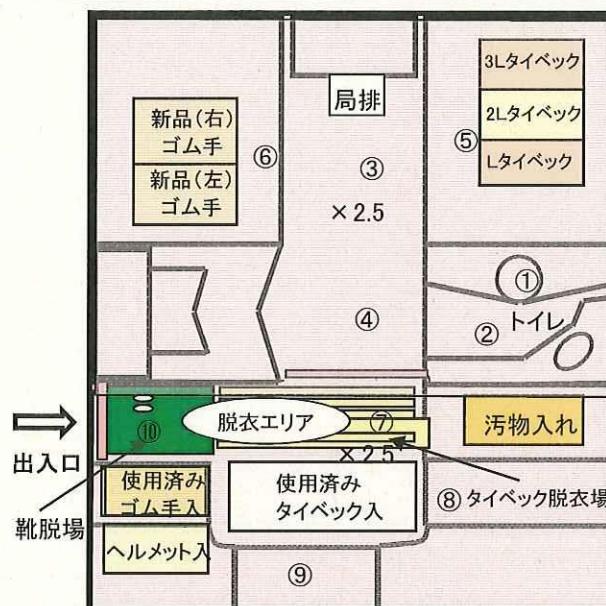 3Lタイベック
2Lタイベック
Lタイベック
⑤
局排
新品(右)
ゴム手
新品(左)
ゴム手
⑥
③
×2.5
①
トイレ
②
④
脱衣エリア
⑦
⑩
×2.5
汚物入れ
出入口
靴脱場
使用済み
ゴム手入
使用済み
タイベック入
⑧タイベック脱衣場
ヘルメット入
⑨